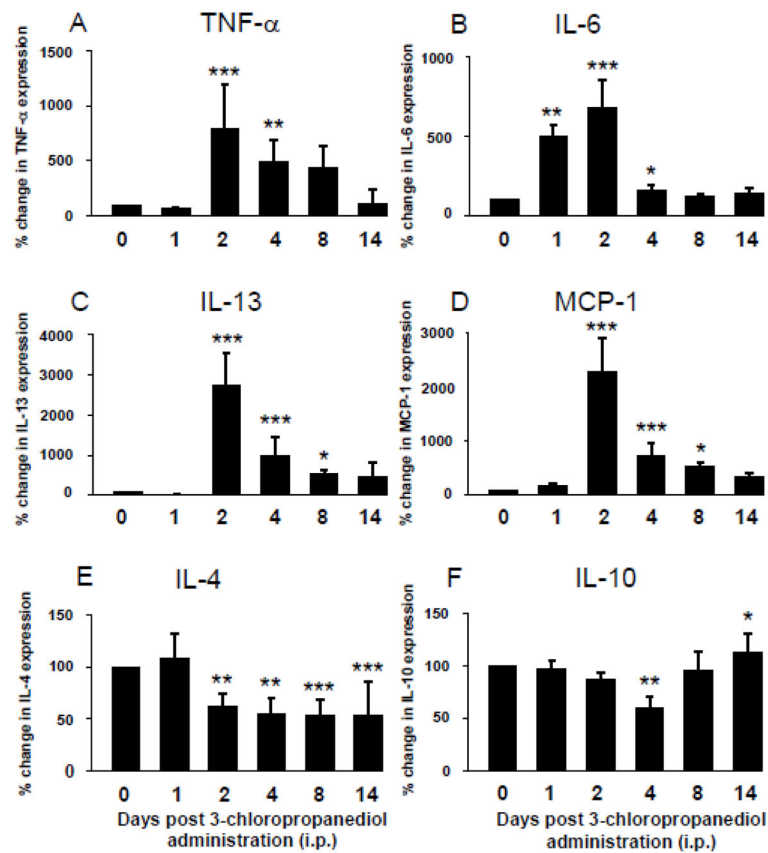 A TNF-α
% change in TNF-α expression
1500
1000
500
0
***
**
0 1 2 4 8 14
B IL-6
% change in IL-6 expression
1000
500
0
**
***
*
0 1 2 4 8 14
C IL-13
% change in IL-13 expression
4000
3000
2000
1000
0
***
***
*
0 1 2 4 8 14
D MCP-1
% change in MCP-1 expression
3000
2000
1000
0
***
***
*
0 1 2 4 8 14
E IL-4
% change in IL-4 expression
150
100
50
0
**
**
***
***
0 1 2 4 8 14
Days post 3-chloropropanediol
administration (i.p.)
F IL-10
% change in IL-10 expression
150
100
50
0
**
*
0 1 2 4 8 14
Days post 3-chloropropanediol
administration (i.p.)